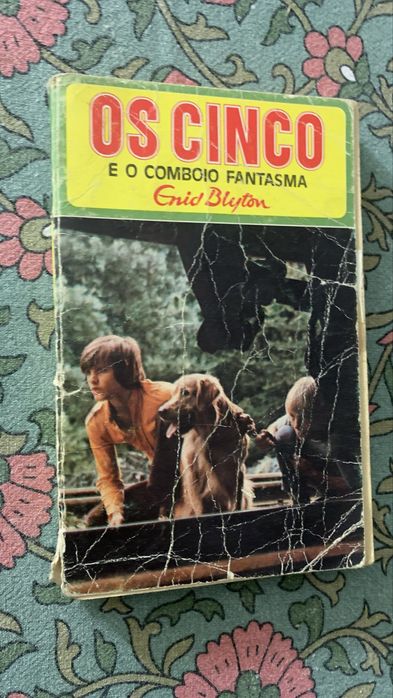 OS CINCO
E O COMBOIO FANTASMA
Enid Blyton